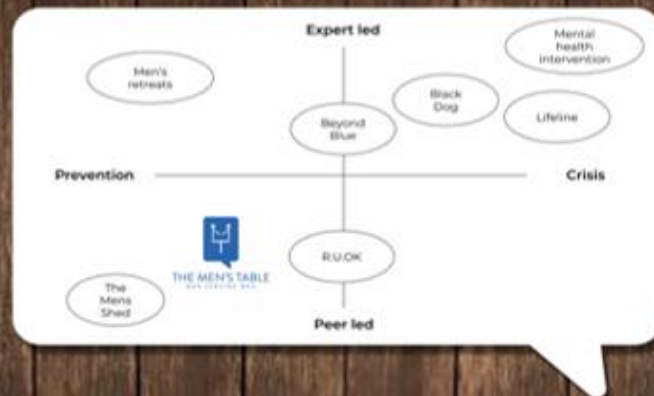 Expert led
Mental
health
intervention
Men's
retreats
Black
Dog
Beyond
Blue
Lifeline
Prevention
Crisis
THE MEN'S TABLE
R.U.OK
The
Mens
Shed
Peer led